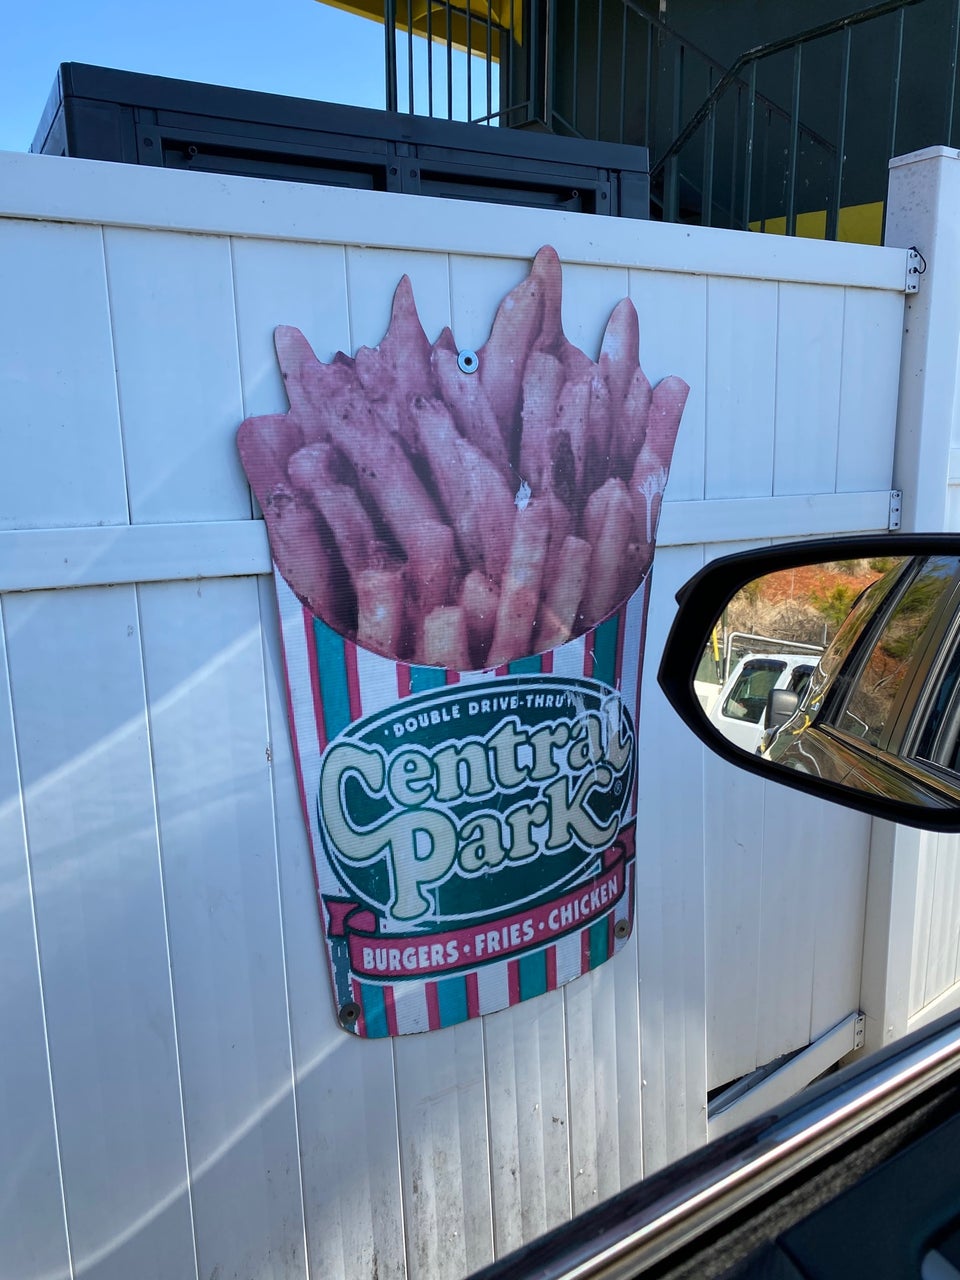 DOUBLE DRIVE-THRU
Central
Park®
BURGERS • FRIES • CHICKEN